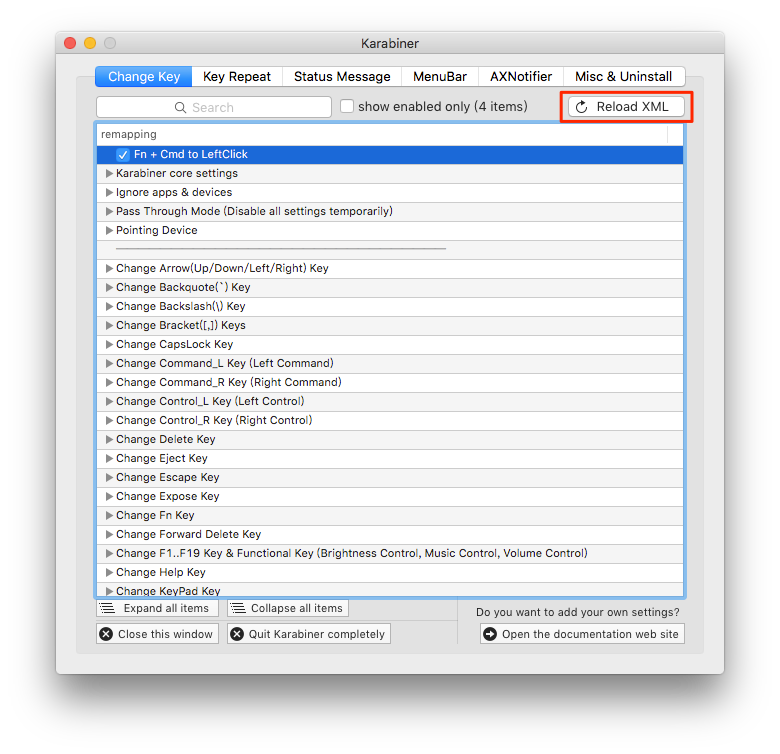 Karabiner
Change Key Key Repeat Status Message MenuBar AXNotifier Misc & Uninstall
Search show enabled only (4 items) Reload XML
remapping
Fn + Cmd to LeftClick
Karabiner core settings
Ignore apps & devices
Pass Through Mode (Disable all settings temporarily)
Pointing Device
Change Arrow(Up/Down/Left/Right) Key
Change Backquote(`) Key
Change Backslash(\) Key
Change Bracket([,]) Keys
Change CapsLock Key
Change Command_L Key (Left Command)
Change Command_R Key (Right Command)
Change Control_L Key (Left Control)
Change Control_R Key (Right Control)
Change Delete Key
Change Eject Key
Change Escape Key
Change Expose Key
Change Fn Key
Change Forward Delete Key
Change F1..F19 Key & Functional Key (Brightness Control, Music Control, Volume Control)
Change Help Key
Change KeyPad Key
Expand all items Collapse all items Do you want to add your own settings?
Close this window Quit Karabiner completely Open the documentation web site